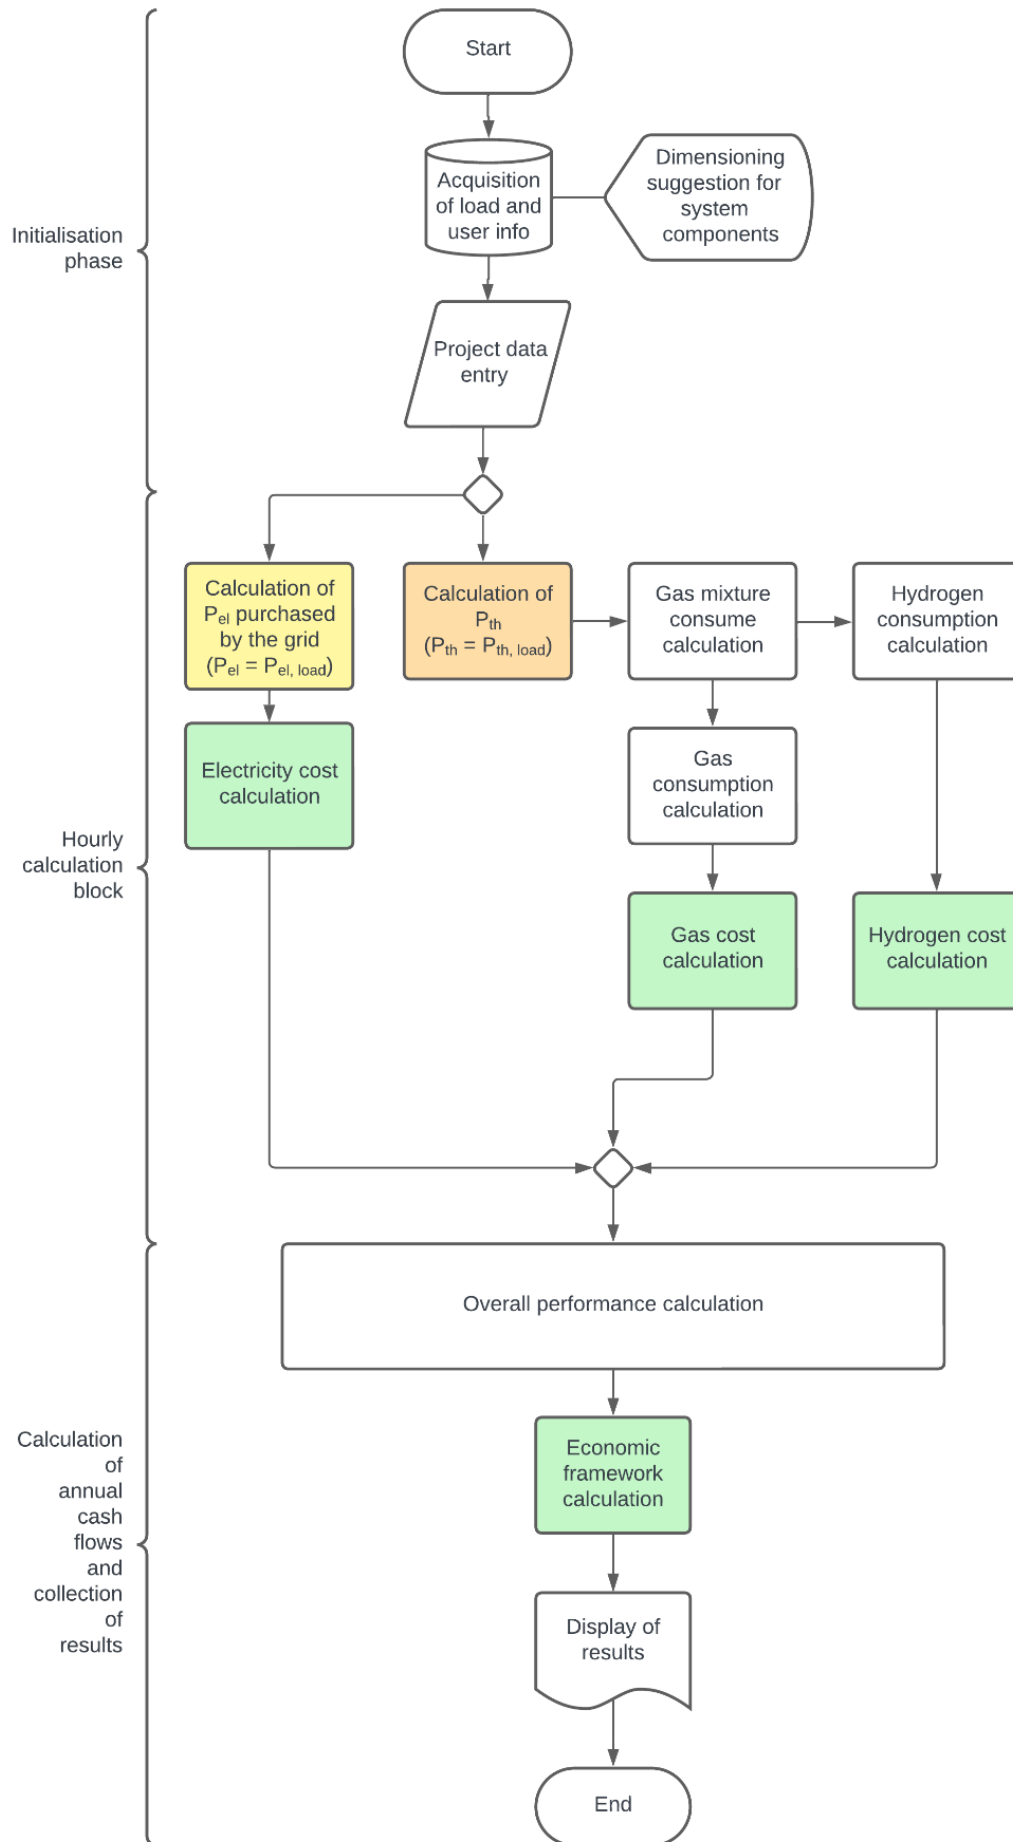 Start
Acquisition
of load and
user info
Dimensioning
suggestion for
system
components
Initialisation
phase
Project data
entry
Calculation of
Pel purchased
by the grid
(Pel = Pel, load)
Calculation of
Pth
(Pth = Pth, load)
Gas mixture
consume
calculation
Hydrogen
consumption
calculation
Electricity cost
calculation
Gas
consumption
calculation
Hourly
calculation
block
Gas cost
calculation
Hydrogen cost
calculation
Overall performance calculation
Calculation
of
annual
cash
flows
and
collection
of
results
Economic
framework
calculation
Display of
results
End